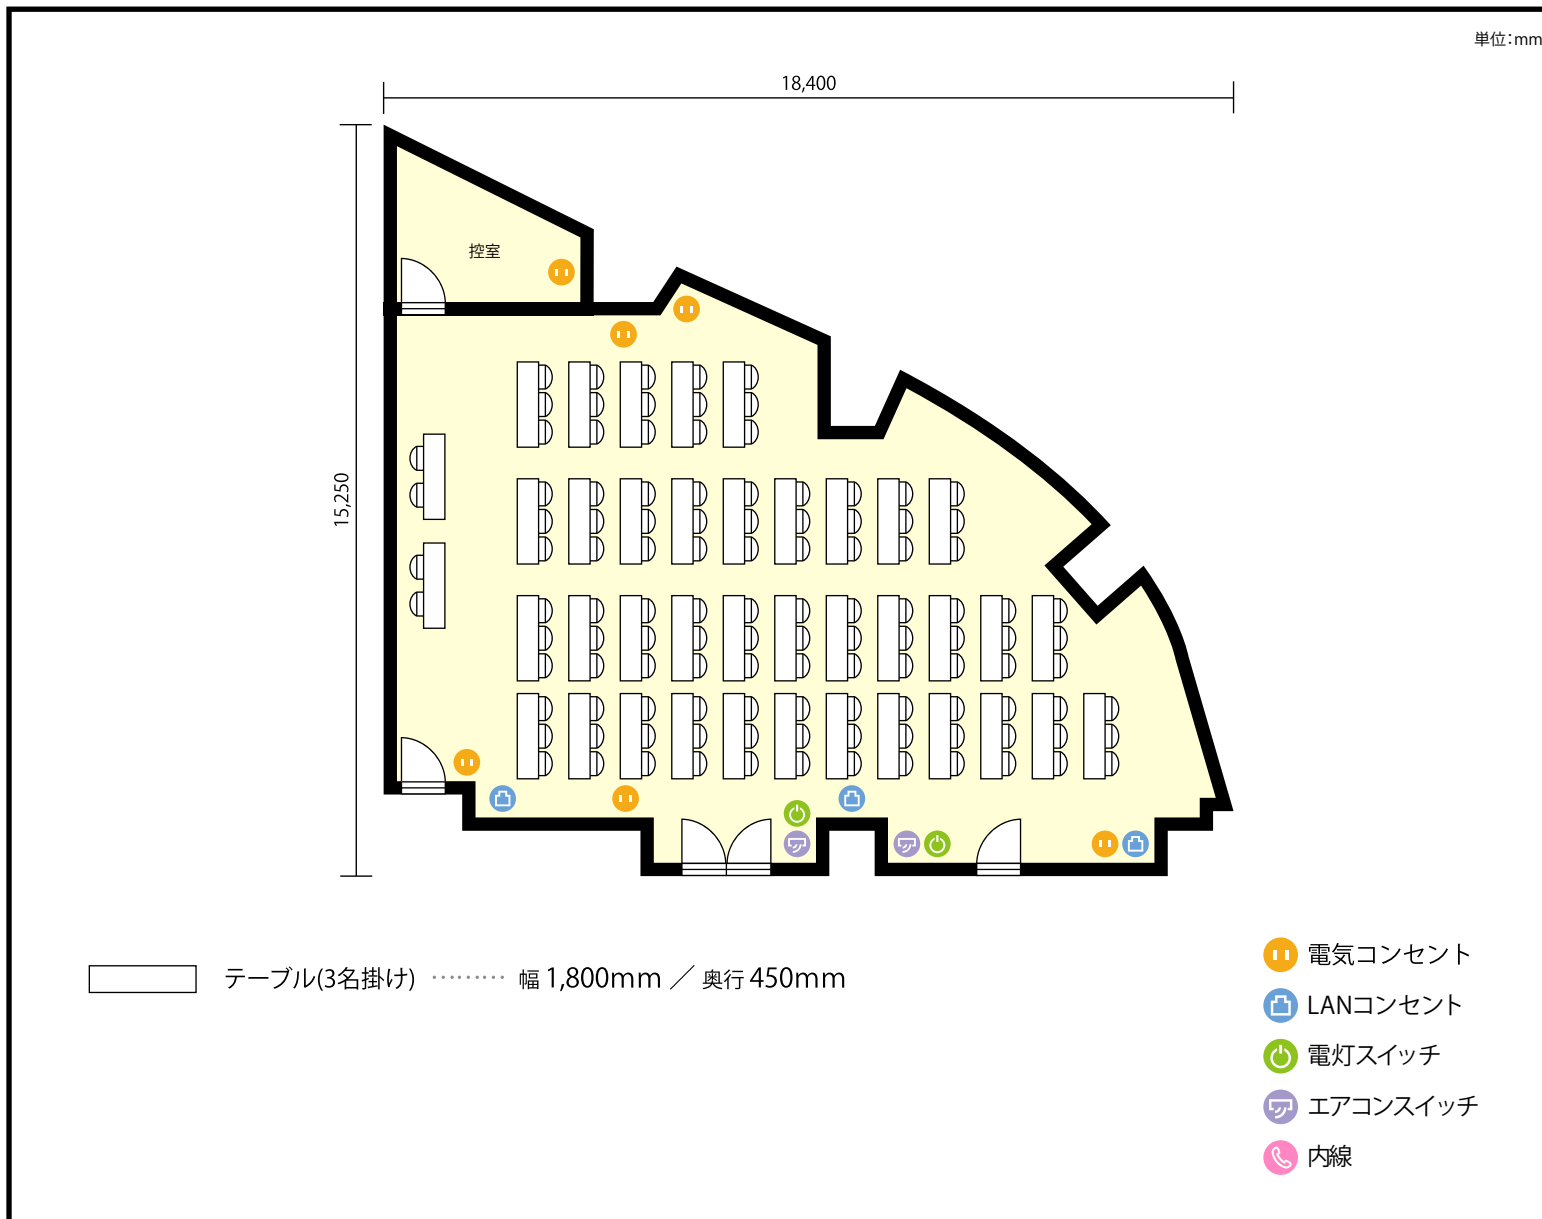 単位：mm
18,400
控室
15,250
テーブル(3名掛け) ········· 幅 1,800mm ／ 奥行 450mm
電気コンセント
LANコンセント
電灯スイッチ
エアコンスイッチ
内線